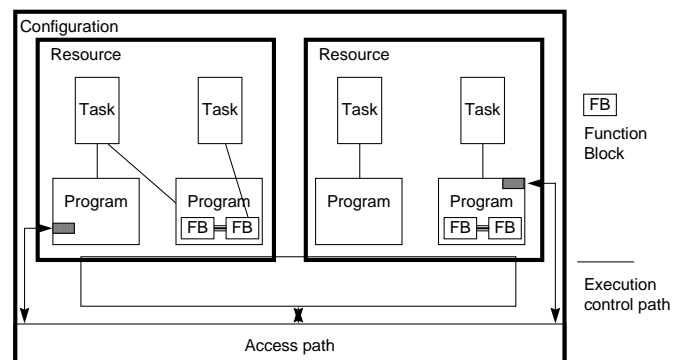 Configuration
Resource
Resource
Task
Task
Task
Task
FB
Function
Block
Program
Program
Program
Program
FB
FB
FB
FB
Execution
control path
Access path